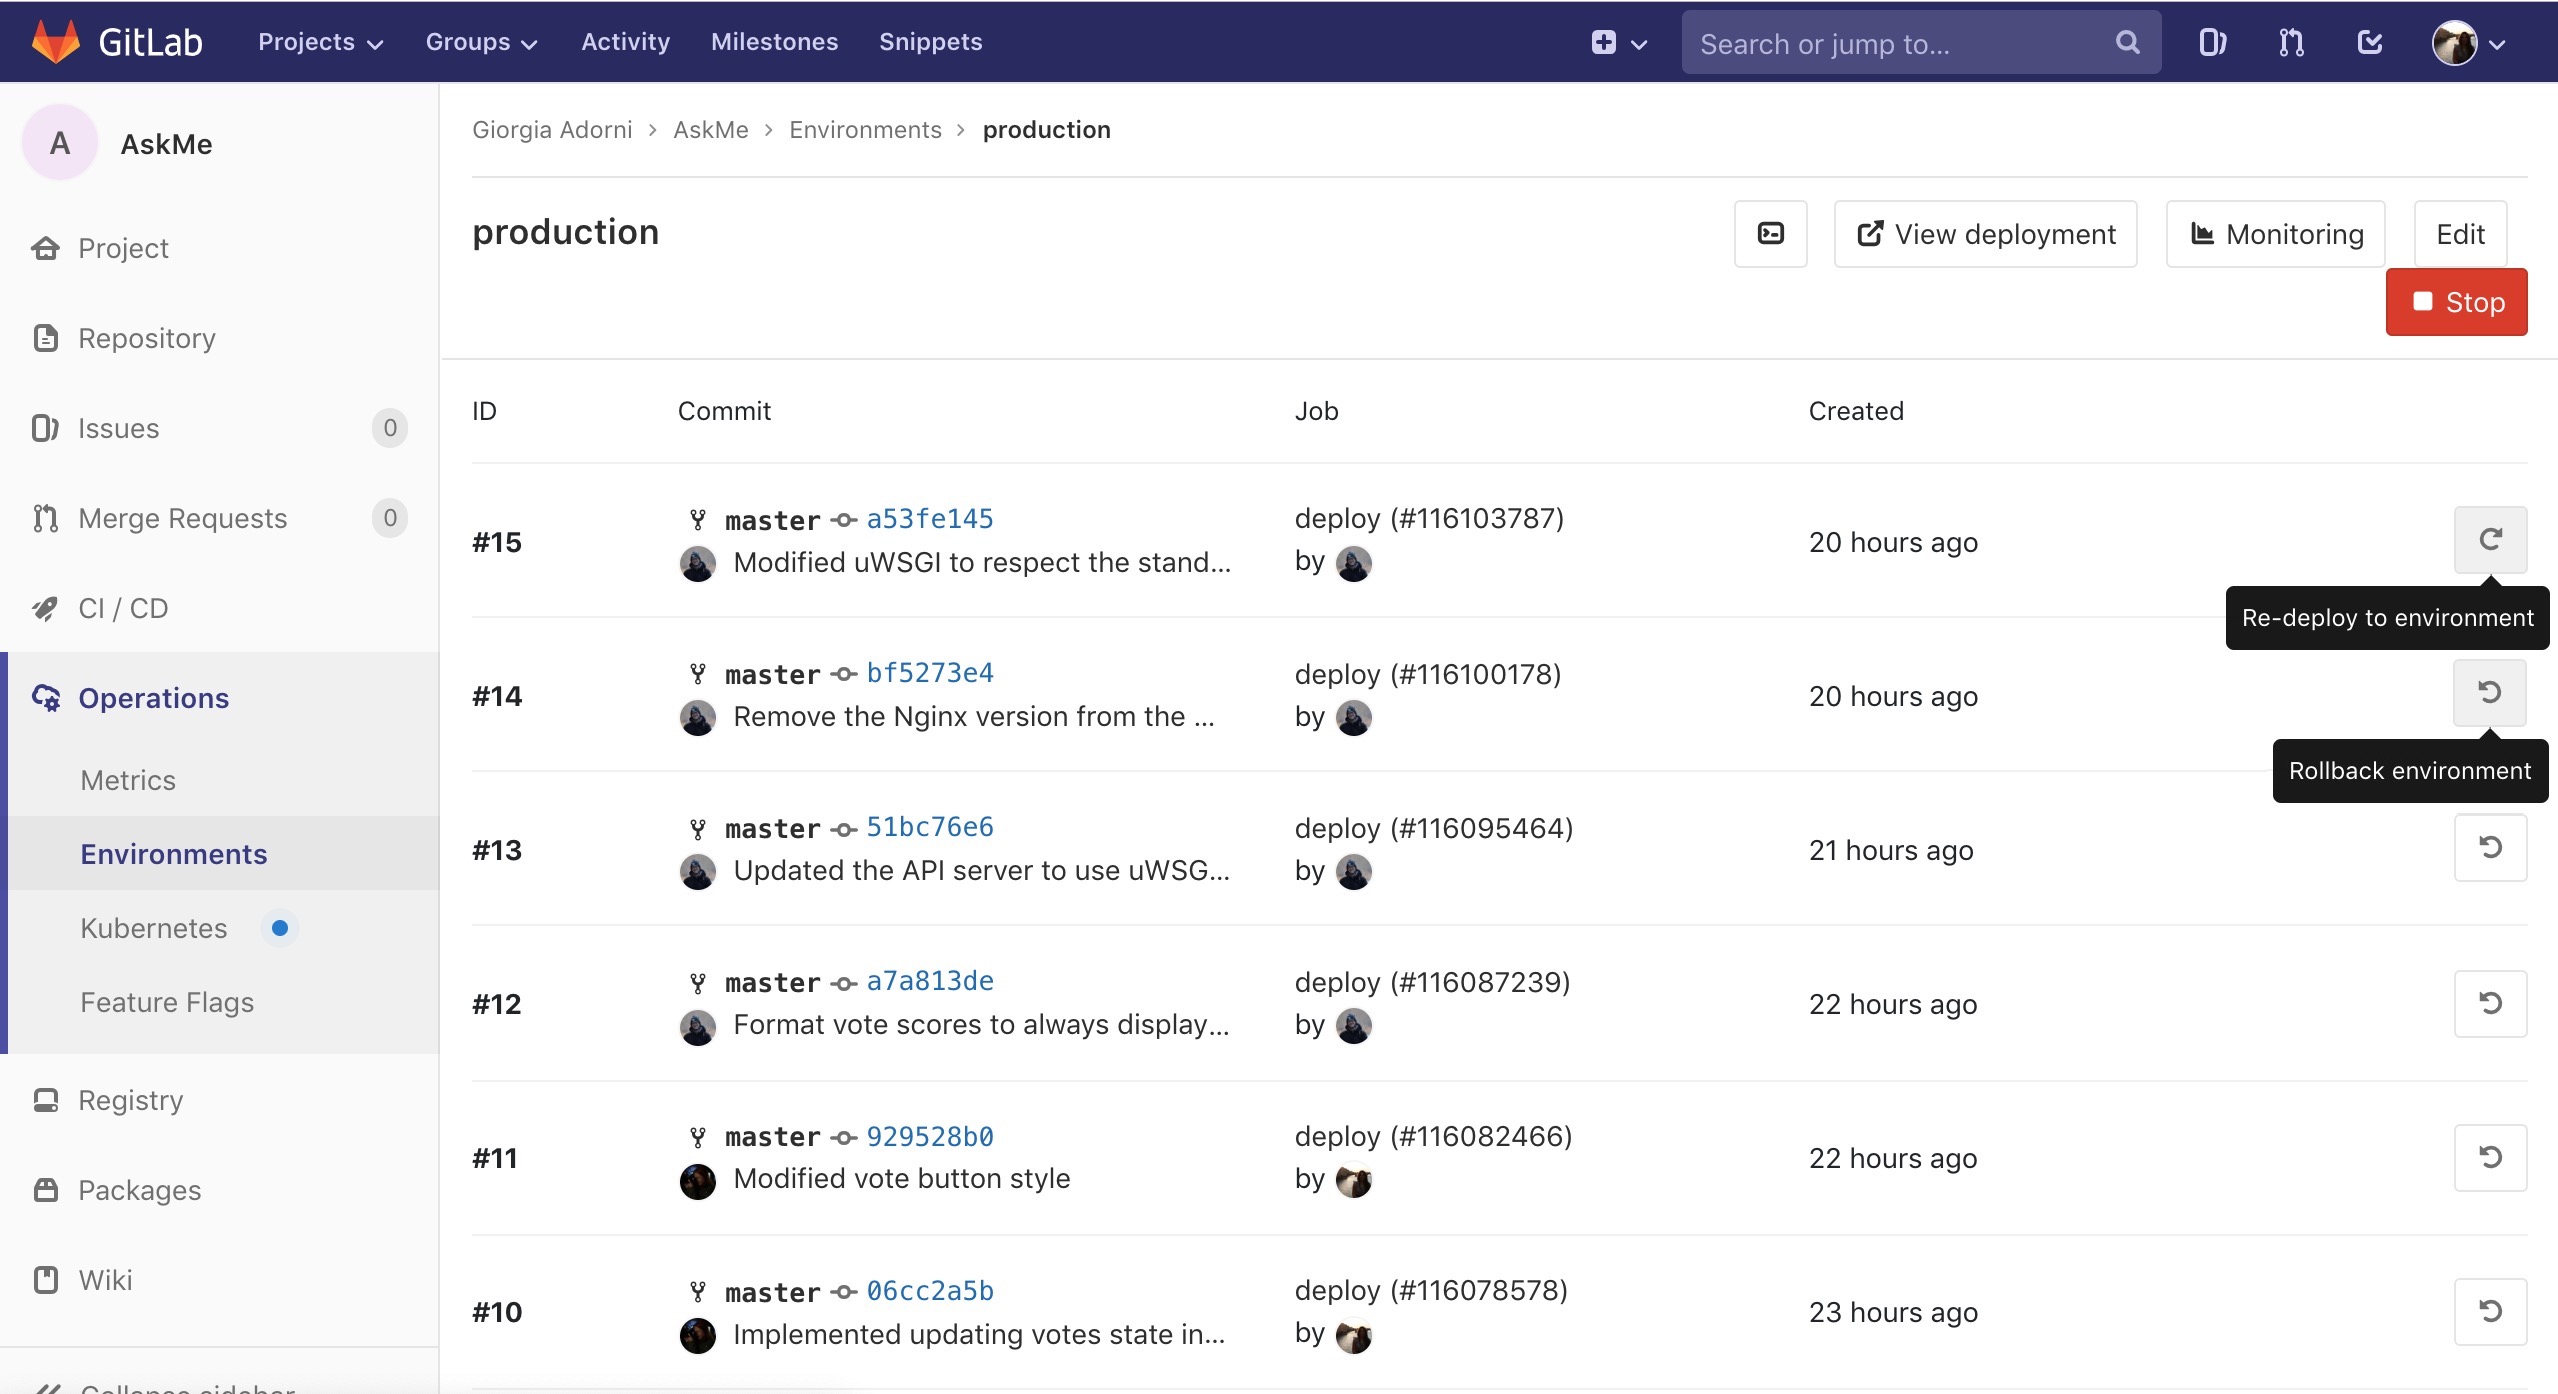 GitLab Projects Groups Activity Milestones Snippets Search or jump to...
A AskMe
Project
Repository
Issues 0
Merge Requests 0
CI / CD
Operations
Metrics
Environments
Kubernetes
Feature Flags
Registry
Packages
Wiki
Collapse sidebar
Giorgia Adorni > AskMe > Environments > production
production
View deployment Monitoring Edit
Stop
ID Commit Job Created
#15 master a53fe145 deploy (#116103787) 20 hours ago
Modified uWSGI to respect the stand... by
Re-deploy to environment
#14 master bf5273e4 deploy (#116100178) 20 hours ago
Remove the Nginx version from the ... by
Rollback environment
#13 master 51bc76e6 deploy (#116095464) 21 hours ago
Updated the API server to use uWSG... by
#12 master a7a813de deploy (#116087239) 22 hours ago
Format vote scores to always display... by
#11 master 929528b0 deploy (#116082466) 22 hours ago
Modified vote button style by
#10 master 06cc2a5b deploy (#116078578) 23 hours ago
Implemented updating votes state in... by